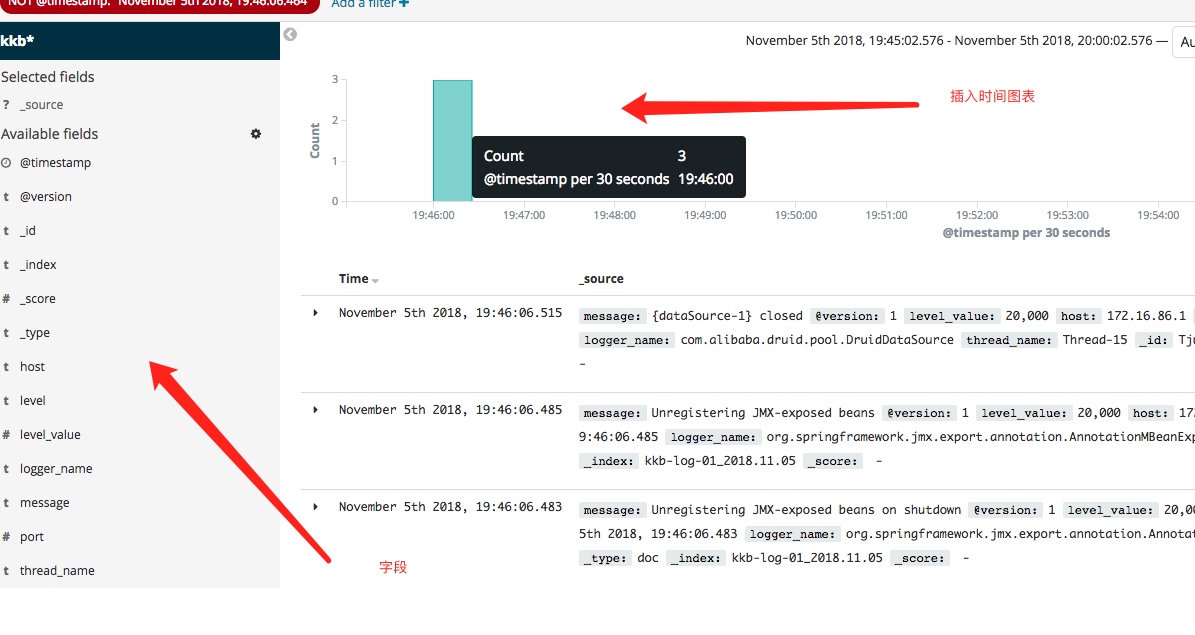 NOT @timestamp: "November 5th 2018, 19:46:06.464" Add a filter +
kkb*
November 5th 2018, 19:45:02.576 - November 5th 2018, 20:00:02.576 — Au
Selected fields
? _source
Available fields
@timestamp
t @version
t _id
t _index
# _score
t _type
t host
t level
# level_value
t logger_name
t message
# port
t thread_name
插入时间图表
Count
3
2
1
0
Count 3
@timestamp per 30 seconds 19:46:00
19:46:00 19:47:00 19:48:00 19:49:00 19:50:00 19:51:00 19:52:00 19:53:00 19:54:00
@timestamp per 30 seconds
Time _source
November 5th 2018, 19:46:06.515 message: {dataSource-1} closed @version: 1 level_value: 20,000 host: 172.16.86.1
logger_name: com.alibaba.druid.pool.DruidDataSource thread_name: Thread-15 _id: Tj
-
November 5th 2018, 19:46:06.485 message: Unregistering JMX-exposed beans @version: 1 level_value: 20,000 host: 17
9:46:06.485 logger_name: org.springframework.jmx.export.annotation.AnnotationMBeanExp
_index: kkb-log-01_2018.11.05 _score: -
November 5th 2018, 19:46:06.483 message: Unregistering JMX-exposed beans on shutdown @version: 1 level_value: 20,00
5th 2018, 19:46:06.483 logger_name: org.springframework.jmx.export.annotation.Annotat
_type: doc _index: kkb-log-01_2018.11.05 _score: -
字段